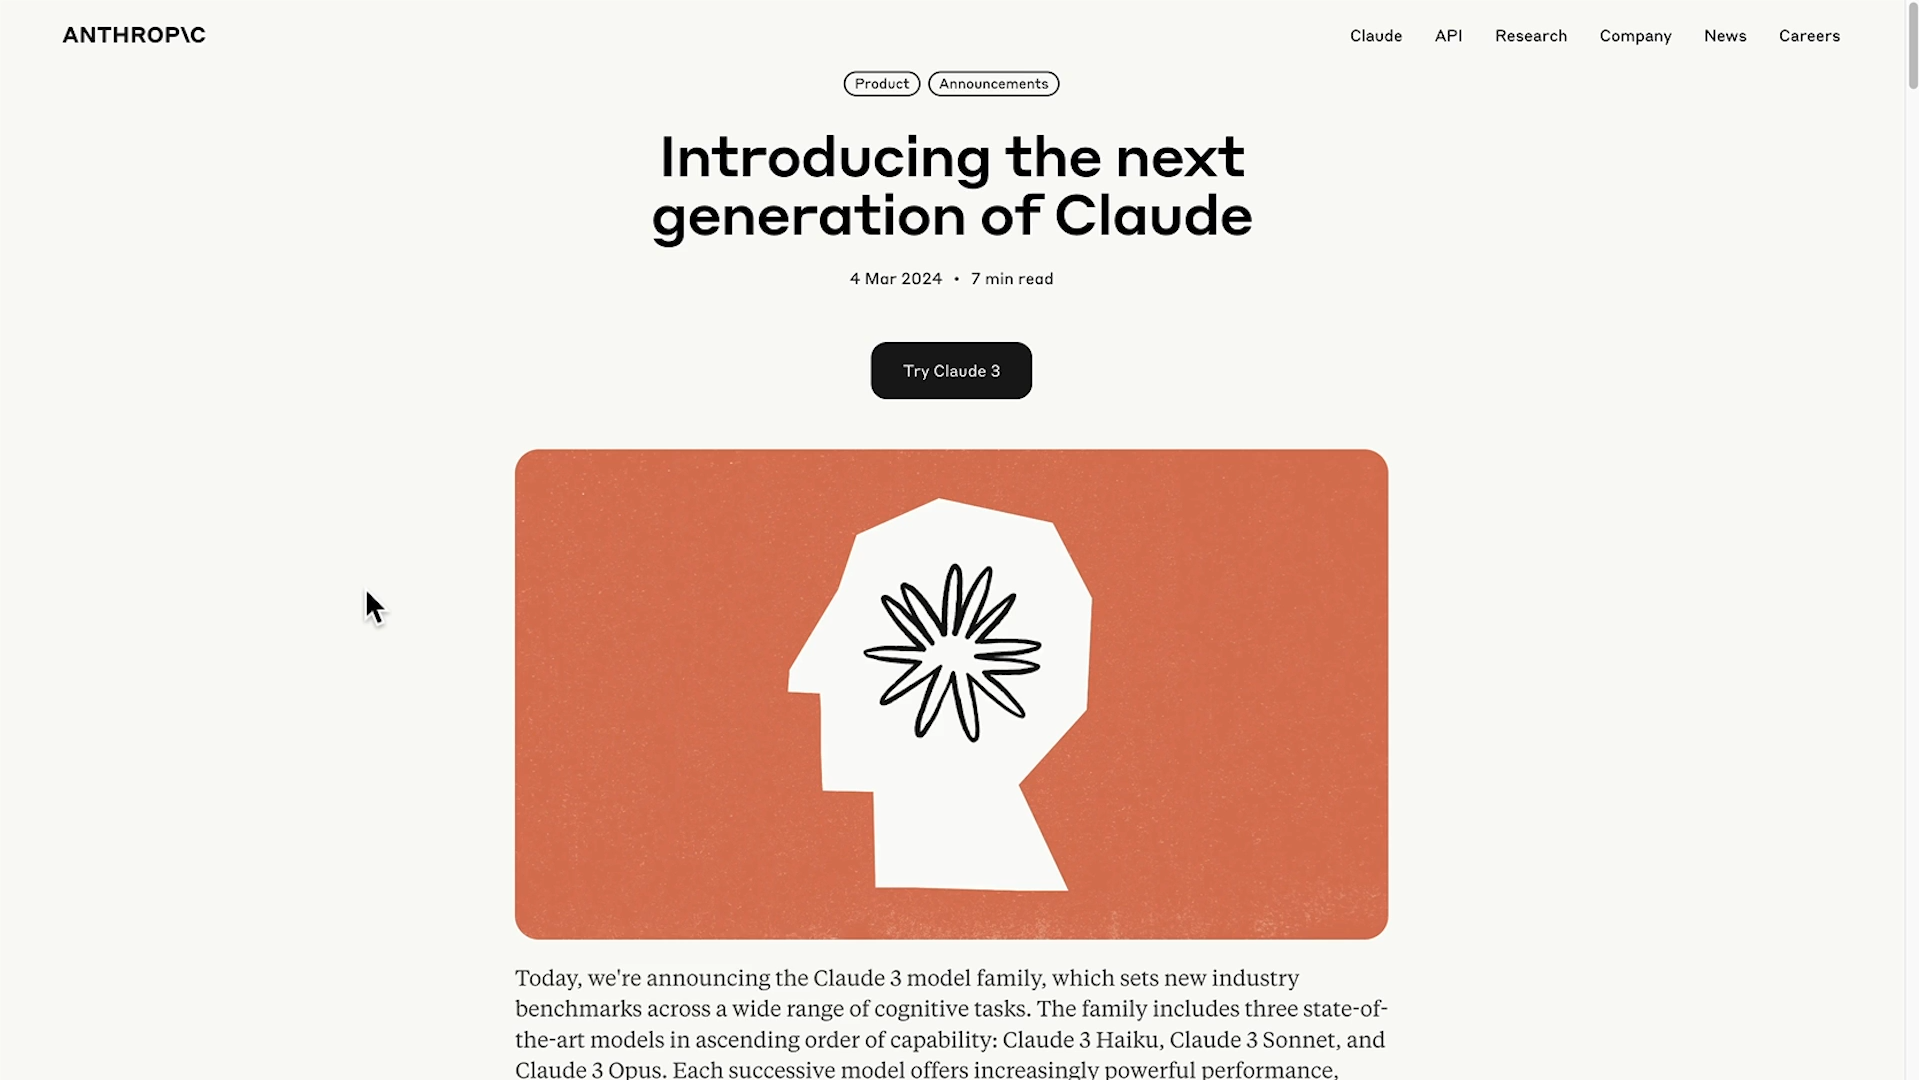 ANTHROP\C
Claude API Research Company News Careers
Product Announcements
Introducing the next
generation of Claude
4 Mar 2024 • 7 min read
Try Claude 3
Today, we're announcing the Claude 3 model family, which sets new industry
benchmarks across a wide range of cognitive tasks. The family includes three state-of-
the-art models in ascending order of capability: Claude 3 Haiku, Claude 3 Sonnet, and
Claude 3 Opus. Each successive model offers increasingly powerful performance,